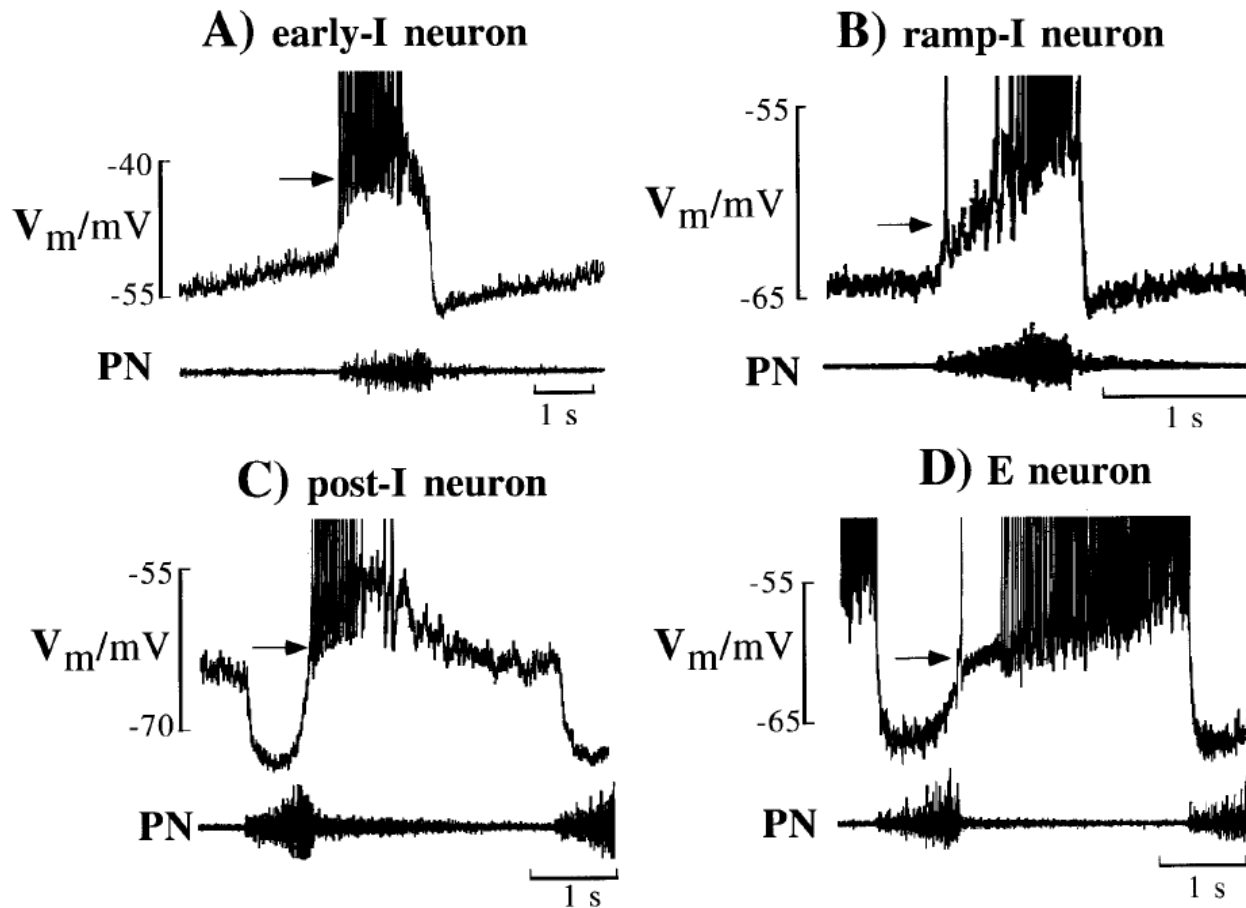 A) early-I neuron
-40
Vm/mV
-55
PN
1 s
B) ramp-I neuron
-55
Vm/mV
-65
PN
1 s
C) post-I neuron
-55
Vm/mV
-70
PN
1 s
D) E neuron
-55
Vm/mV
-65
PN
1 s